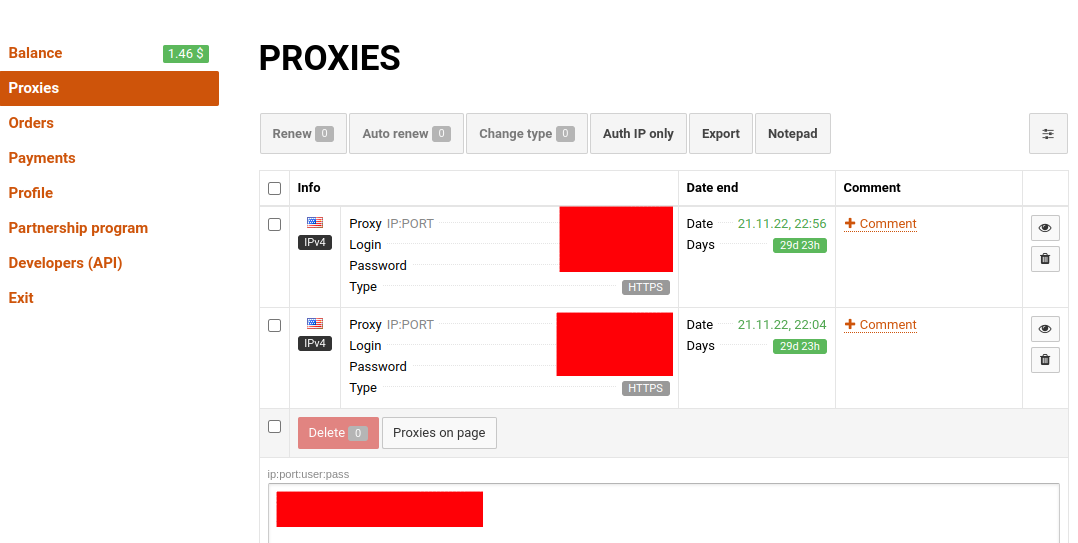 Balance 1.46 $
Proxies
Orders
Payments
Profile
Partnership program
Developers (API)
Exit
PROXIES
Renew 0 Auto renew 0 Change type 0 Auth IP only Export Notepad
Info Date end Comment
IPv4
Proxy IP:PORT
Login
Password
Type HTTPS
Date 21.11.22, 22:56
Days 29d 23h
Comment
IPv4
Proxy IP:PORT
Login
Password
Type HTTPS
Date 21.11.22, 22:04
Days 29d 23h
Comment
Delete 0 Proxies on page
ip:port:user:pass